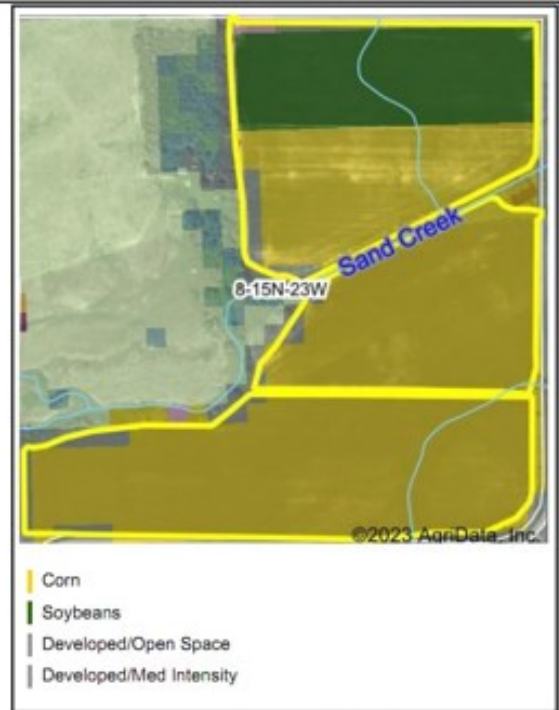 Sand Creek
8-15N-23W
©2023 AgriData, Inc.
Corn
Soybeans
Developed/Open Space
Developed/Med Intensity